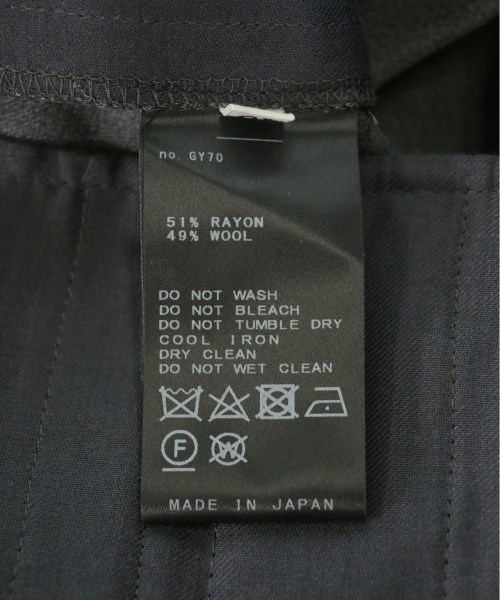 no. GY70
51% RAYON
49% WOOL
DO NOT WASH
DO NOT BLEACH
DO NOT TUMBLE DRY
COOL IRON
DRY CLEAN
DO NOT WET CLEAN
F W
MADE IN JAPAN